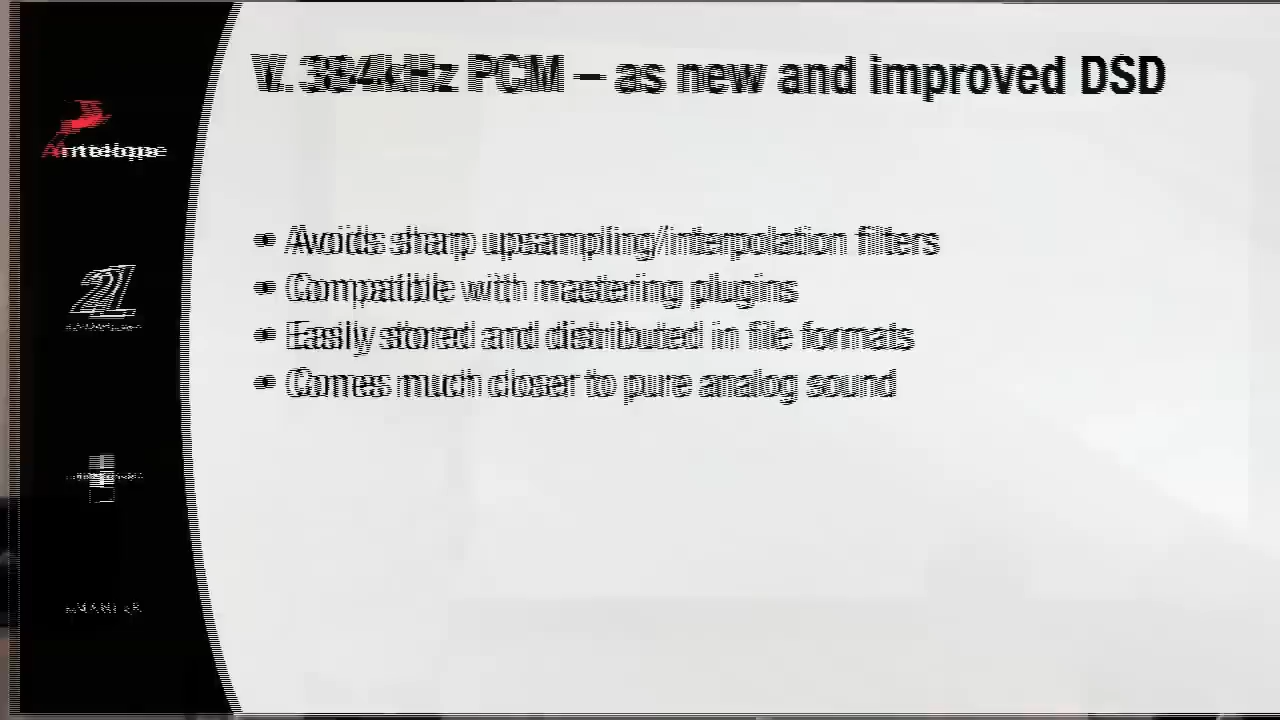 V. 384kHz PCM – as new and improved DSD
Antelope
• Avoids sharp upsampling/interpolation filters
2L
• Compatible with mastering plugins
• Easily stored and distributed in file formats
• Comes much closer to pure analog sound